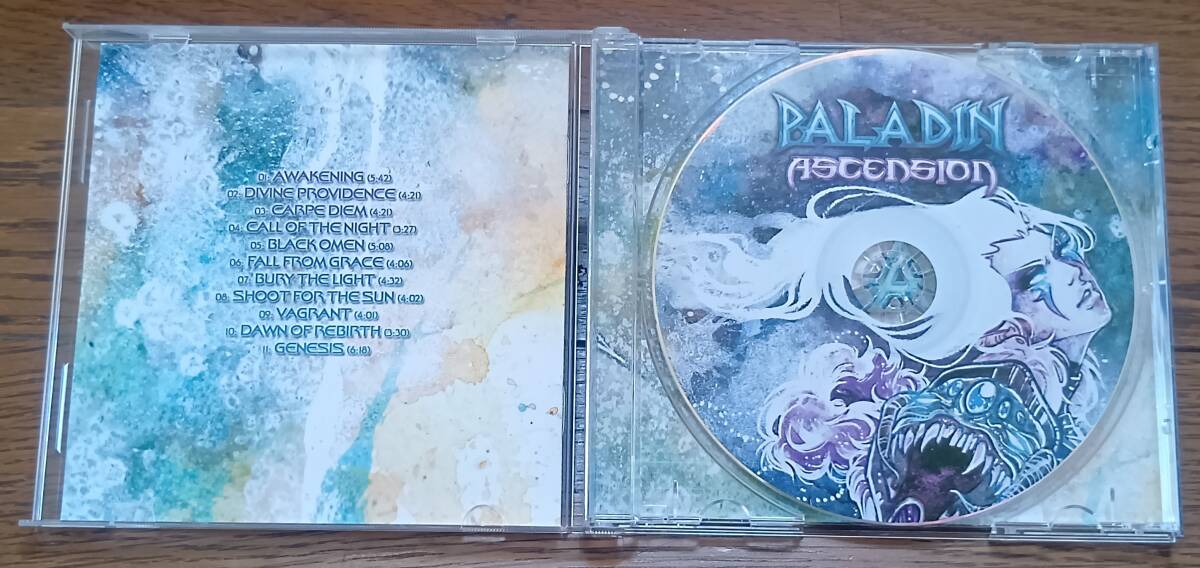 01: AWAKENING (5:42)
02: DIVINE PROVIDENCE (4:21)
03: CARPE DIEM (4:21)
04: CALL OF THE NIGHT (3:27)
05: BLACK OMEN (5:08)
06: FALL FROM GRACE (4:06)
07: BURY THE LIGHT (4:32)
08: SHOOT FOR THE SUN (4:02)
09: VAGRANT (4:01)
10: DAWN OF REBIRTH (3:30)
11: GENESIS (6:18)
PALADIN
ASCENSION